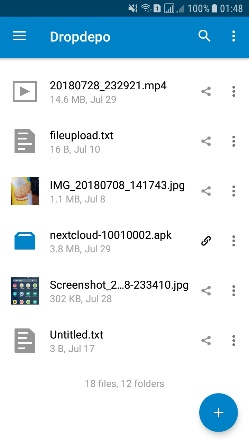 100% 01:48
Dropdepo
20180728_232921.mp4
14.6 MB, Jul 29
fileupload.txt
16 B, Jul 10
IMG_20180708_141743.jpg
1.1 MB, Jul 8
nextcloud-10010002.apk
3.8 MB, Jul 29
Screenshot_2...8-233410.jpg
302 KB, Jul 28
Untitled.txt
3 B, Jul 17
18 files, 12 folders